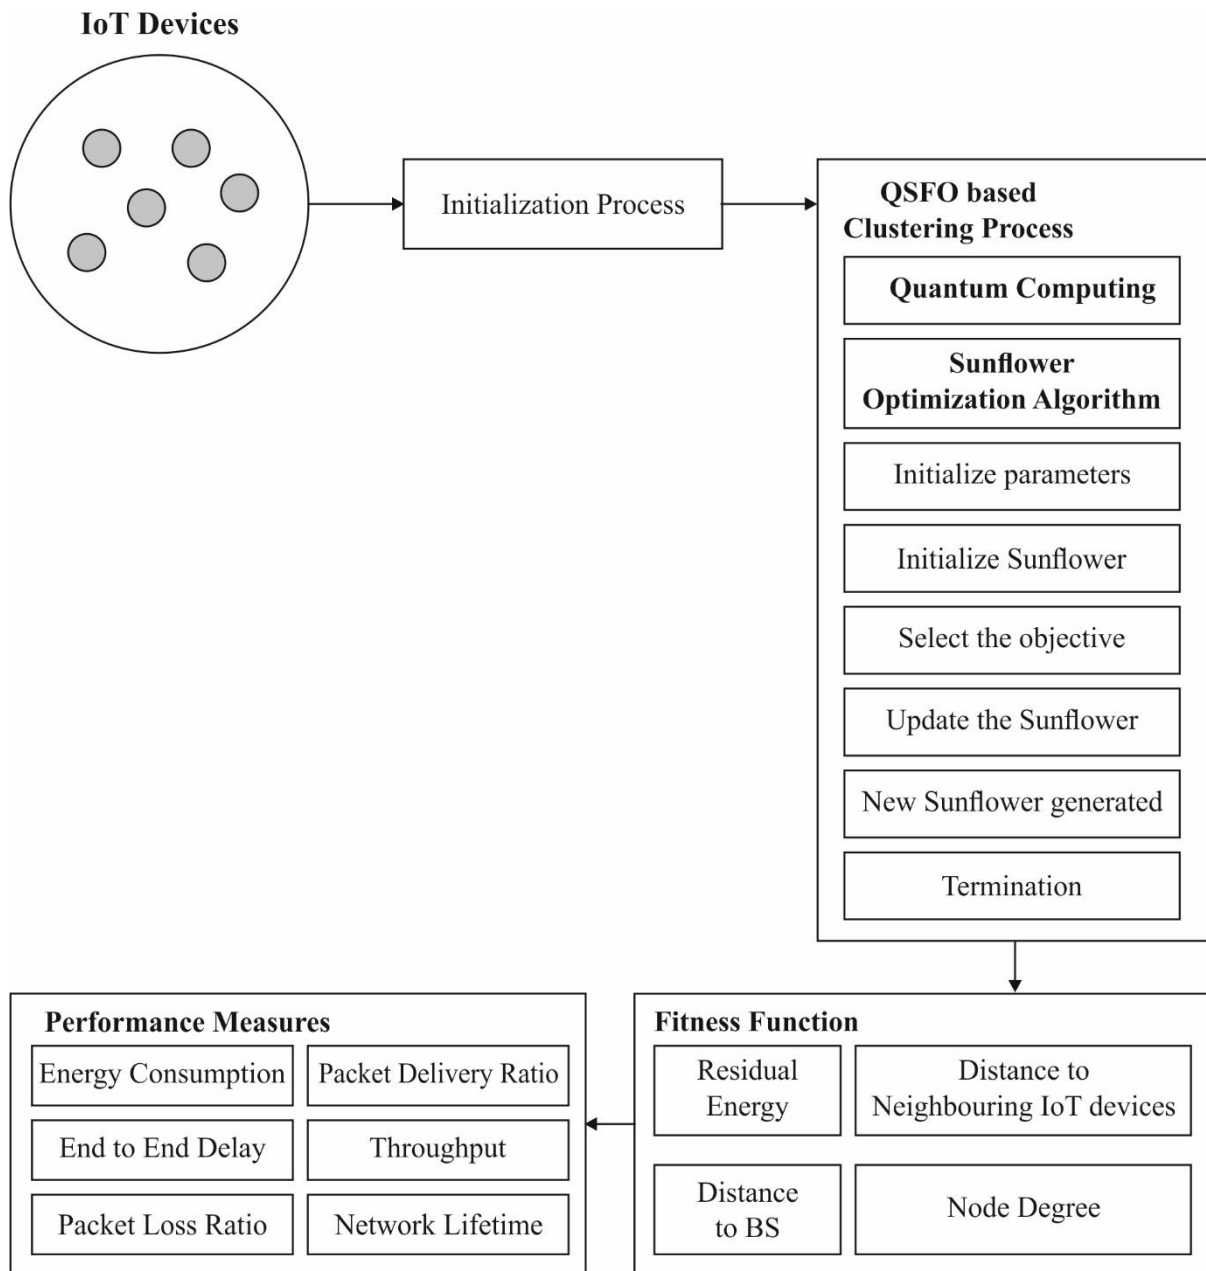 IoT Devices
Initialization Process
QSFO based
Clustering Process
Quantum Computing
Sunflower
Optimization Algorithm
Initialize parameters
Initialize Sunflower
Select the objective
Update the Sunflower
New Sunflower generated
Termination
Performance Measures
Energy Consumption
Packet Delivery Ratio
End to End Delay
Throughput
Packet Loss Ratio
Network Lifetime
Fitness Function
Residual
Energy
Distance to
Neighbouring IoT devices
Distance
to BS
Node Degree